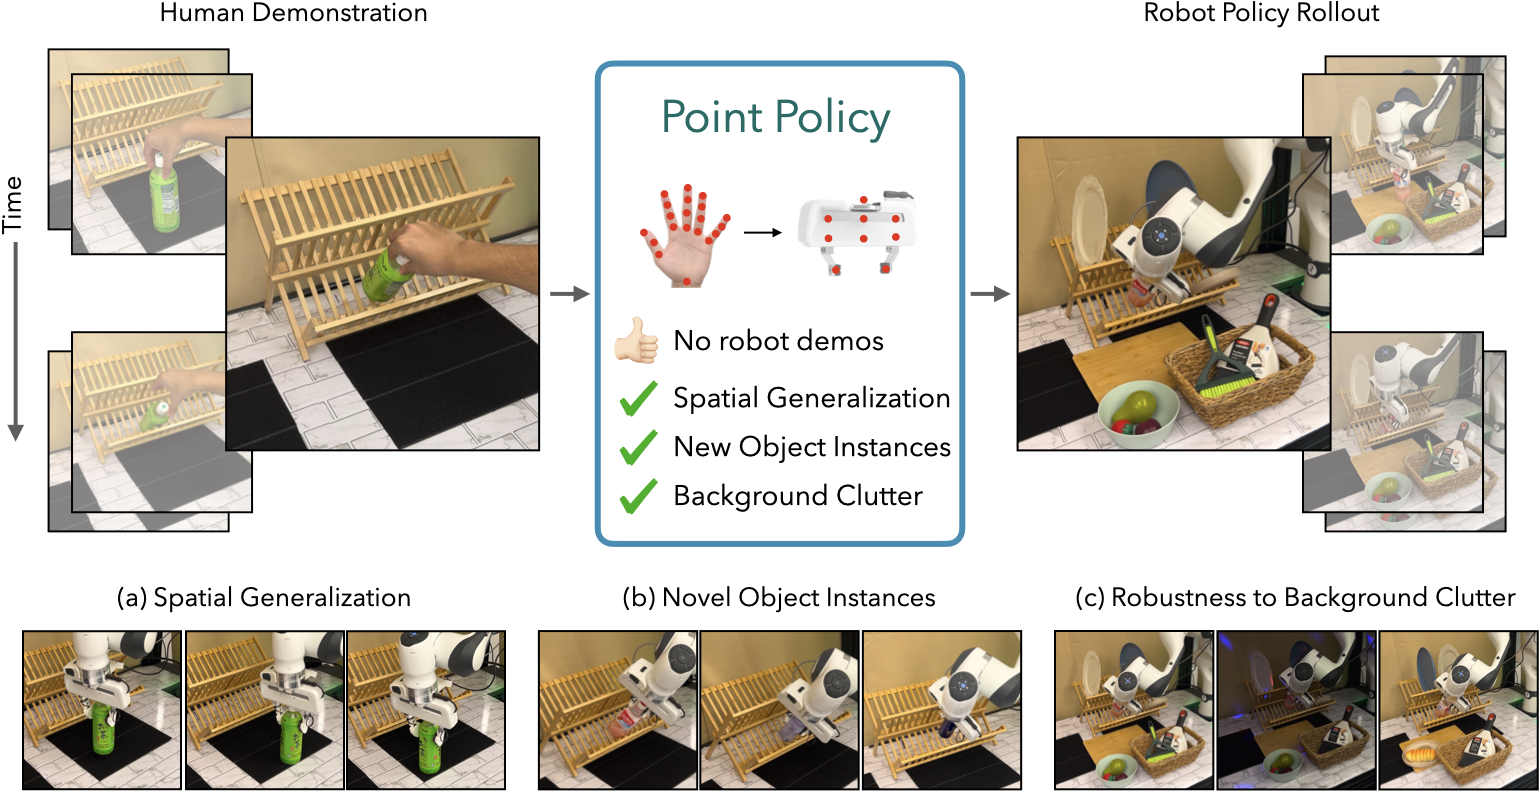 Human Demonstration
Robot Policy Rollout
Time
Point Policy
No robot demos
Spatial Generalization
New Object Instances
Background Clutter
(a) Spatial Generalization
(b) Novel Object Instances
(c) Robustness to Background Clutter